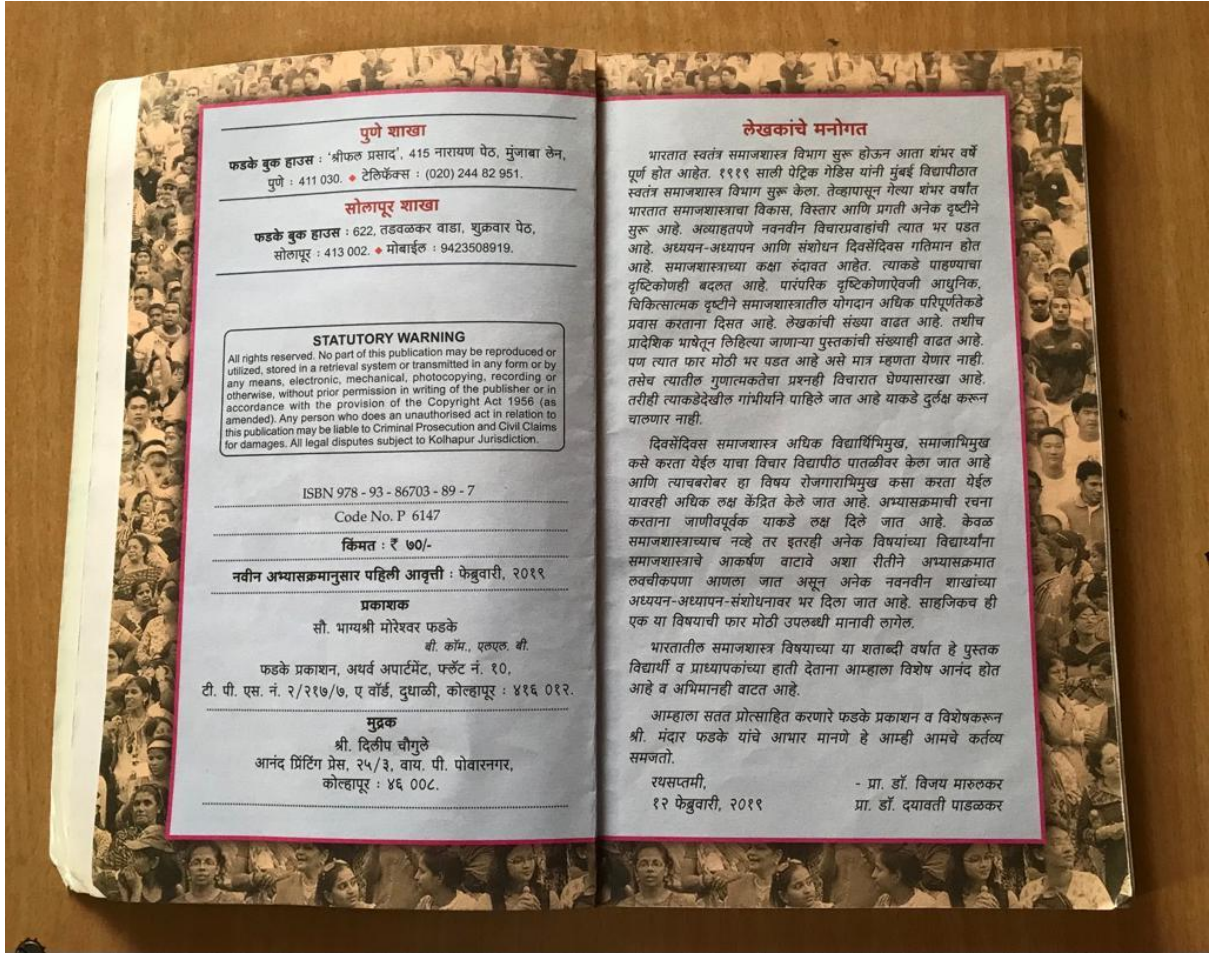 पुणे शाखा
फडके बुक हाउस : 'श्रीफल प्रसाद', 415 नारायण पेठ, मुंजाबा लेन,
पुणे : 411 030. ◆ टेलिफॅक्स : (020) 244 82 951.
सोलापूर शाखा
फडके बुक हाउस : 622, तडवळकर वाडा, शुक्रवार पेठ,
सोलापूर : 413 002. ◆ मोबाईल : 9423508919.
STATUTORY WARNING
All rights reserved. No part of this publication may be reproduced or
utilized, stored in a retrieval system or transmitted in any form or by
any means, electronic, mechanical, photocopying, recording or
otherwise, without prior permission in writing of the publisher or in
accordance with the provision of the Copyright Act 1956 (as
amended). Any person who does an unauthorised act in relation to
this publication may be liable to Criminal Prosecution and Civil Claims
for damages. All legal disputes subject to Kolhapur Jurisdiction.
ISBN 978 - 93 - 86703 - 89 - 7
Code No. P 6147
किंमत : ₹ ७०/-
नवीन अभ्यासक्रमानुसार पहिली आवृत्ती : फेब्रुवारी, २०१९
प्रकाशक
सौ. भाग्यश्री मोरेश्वर फडके
बी. कॉम., एलएल. बी.
फडके प्रकाशन, अथर्व अपार्टमेंट, फ्लॅट नं. १०,
टी. पी. एस. नं. २/२१७/७, ए वॉर्ड, दुधाळी, कोल्हापूर : ४१६ ०१२.
मुद्रक
श्री. दिलीप चौगुले
आनंद प्रिंटिंग प्रेस, २५/३, वाय. पी. पोवारनगर,
कोल्हापूर : ४६ ००८.
लेखकांचे मनोगत
भारतात स्वतंत्र समाजशास्त्र विभाग सुरू होऊन आता शंभर वर्षे
पूर्ण होत आहेत. १९१९ साली पेट्रिक गेडिस यांनी मुंबई विद्यापीठात
स्वतंत्र समाजशास्त्र विभाग सुरू केला. तेव्हापासून गेल्या शंभर वर्षांत
भारतात समाजशास्त्राचा विकास, विस्तार आणि प्रगती अनेक दृष्टीने
सुरू आहे. अव्याहतपणे नवनवीन विचारप्रवाहांची त्यात भर पडत
आहे. अध्ययन-अध्यापन आणि संशोधन दिवसेंदिवस गतिमान होत
आहे. समाजशास्त्राच्या कक्षा रुंदावत आहेत. त्याकडे पाहण्याचा
दृष्टिकोणही बदलत आहे. पारंपरिक दृष्टिकोणाऐवजी आधुनिक,
चिकित्सात्मक दृष्टीने समाजशास्त्रातील योगदान अधिक परिपूर्णतेकडे
प्रवास करताना दिसत आहे. लेखकांची संख्या वाढत आहे. तशीच
प्रादेशिक भाषेतून लिहिल्या जाणाऱ्या पुस्तकांची संख्याही वाढत आहे.
पण त्यात फार मोठी भर पडत आहे असे मात्र म्हणता येणार नाही.
तसेच त्यातील गुणात्मकतेचा प्रश्नही विचारात घेण्यासारखा आहे.
तरीही त्याकडेदेखील गांभीर्याने पाहिले जात आहे याकडे दुर्लक्ष करून
चालणार नाही.
दिवसेंदिवस समाजशास्त्र अधिक विद्यार्थिभिमुख, समाजाभिमुख
कसे करता येईल याचा विचार विद्यापीठ पातळीवर केला जात आहे
आणि त्याचबरोबर हा विषय रोजगाराभिमुख कसा करता येईल
यावरही अधिक लक्ष केंद्रित केले जात आहे. अभ्यासक्रमाची रचना
करताना जाणीवपूर्वक याकडे लक्ष दिले जात आहे. केवळ
समाजशास्त्राच्याच नव्हे तर इतरही अनेक विषयांच्या विद्यार्थ्यांना
समाजशास्त्राचे आकर्षण वाटावे अशा रीतीने अभ्यासक्रमात
लवचीकपणा आणला जात असून अनेक नवनवीन शाखांच्या
अध्ययन-अध्यापन-संशोधनावर भर दिला जात आहे. साहजिकच ही
एक या विषयाची फार मोठी उपलब्धी मानावी लागेल.
भारतातील समाजशास्त्र विषयाच्या या शताब्दी वर्षात हे पुस्तक
विद्यार्थी व प्राध्यापकांच्या हाती देताना आम्हाला विशेष आनंद होत
आहे व अभिमानही वाटत आहे.
आम्हाला सतत प्रोत्साहित करणारे फडके प्रकाशन व विशेषकरून
श्री. मंदार फडके यांचे आभार मानणे हे आम्ही आमचे कर्तव्य
समजतो.
रथसप्तमी, - प्रा. डॉ. विजय मारुलकर
१२ फेब्रुवारी, २०१९ प्रा. डॉ. दयावती पाडळकर